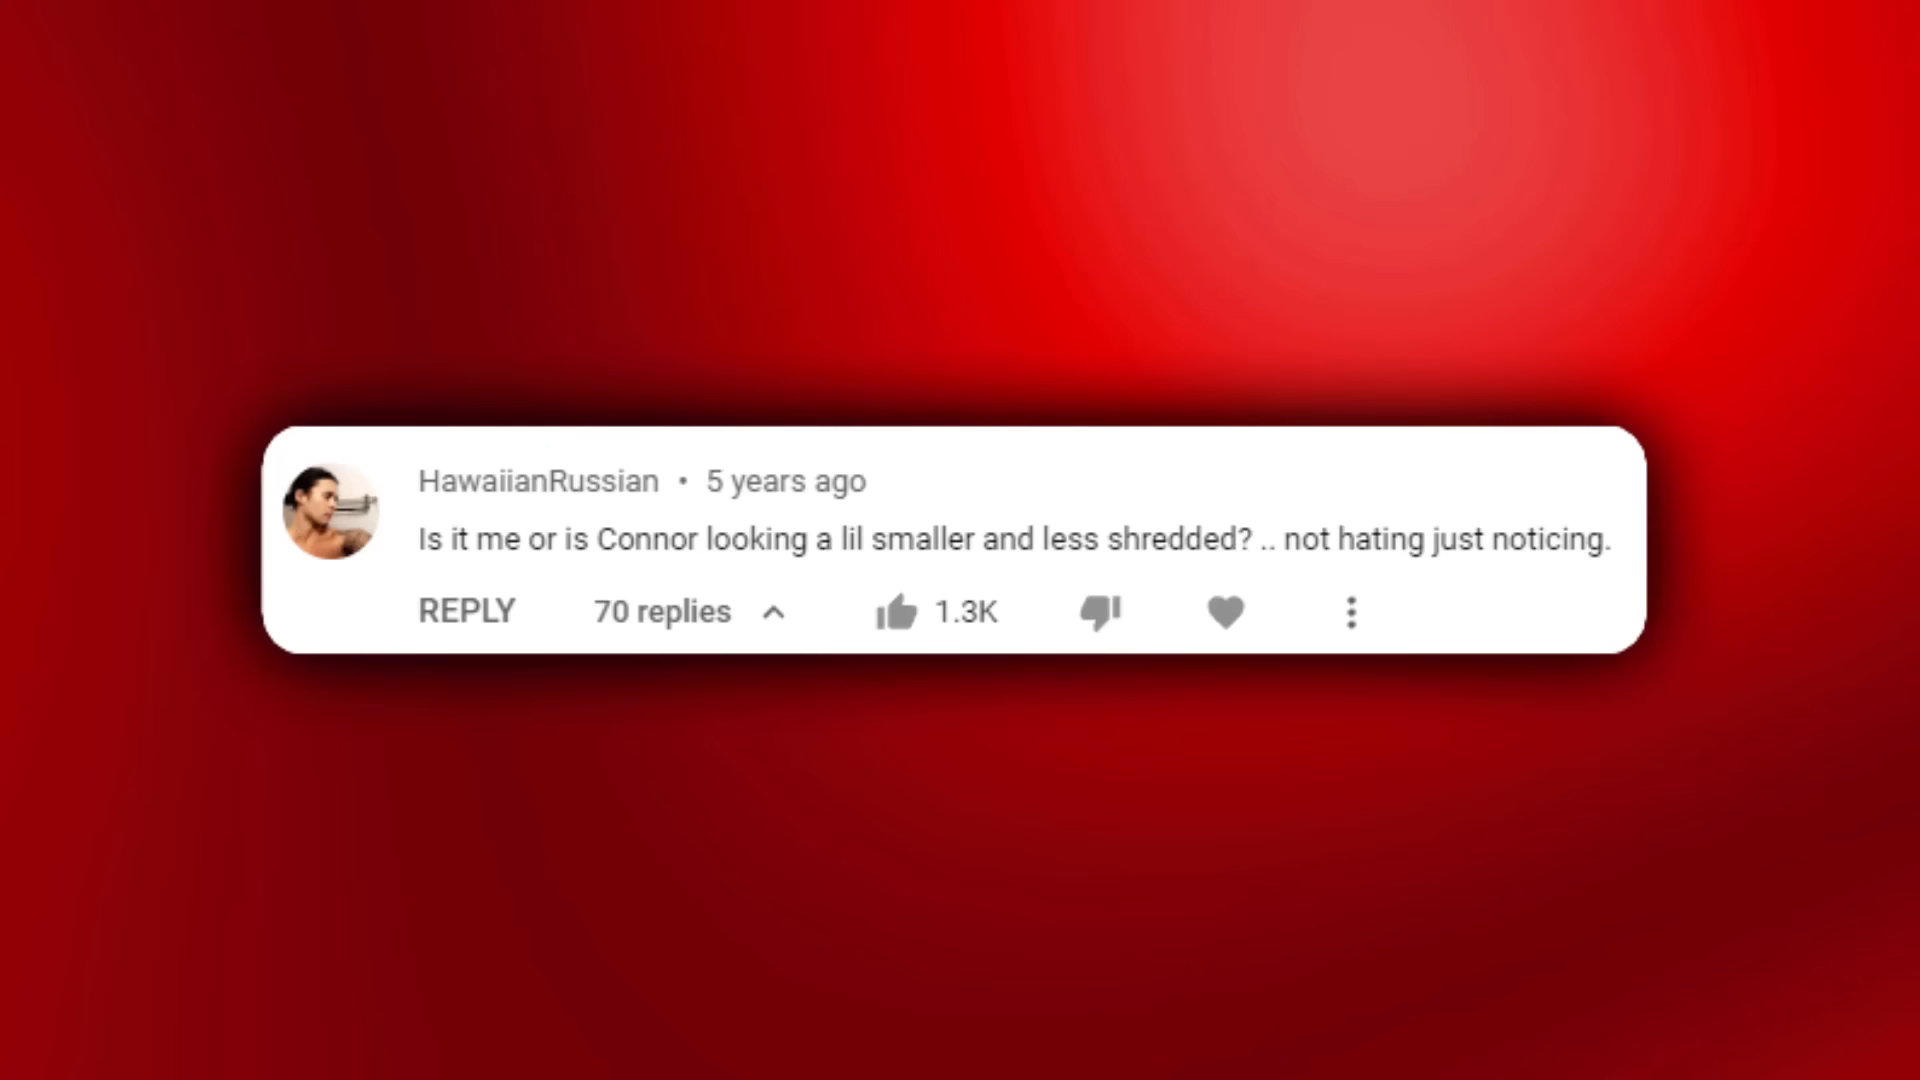 HawaiianRussian • 5 years ago
Is it me or is Connor looking a lil smaller and less shredded? .. not hating just noticing.
REPLY 70 replies 1.3K